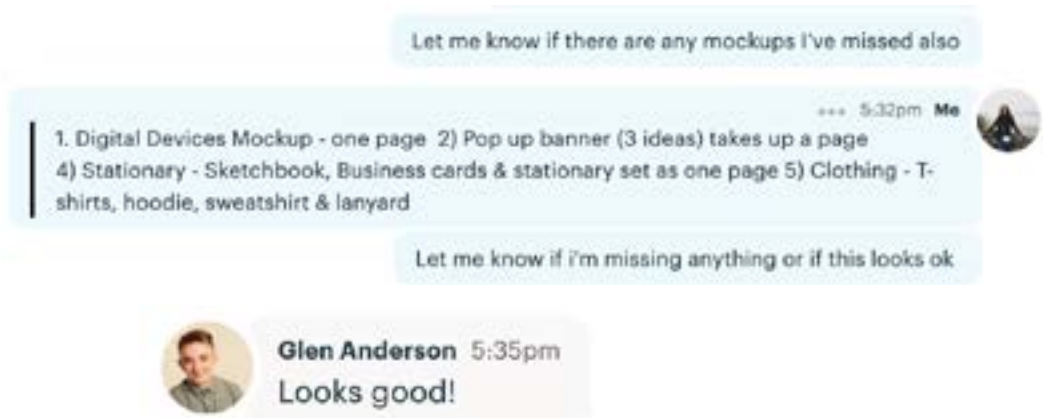 Let me know if there are any mockups I've missed also
••• 5:32pm Me
1. Digital Devices Mockup - one page 2) Pop up banner (3 ideas) takes up a page
4) Stationary - Sketchbook, Business cards & stationary set as one page 5) Clothing - T-
shirts, hoodie, sweatshirt & lanyard
Let me know if i'm missing anything or if this looks ok
Glen Anderson 5:35pm
Looks good!